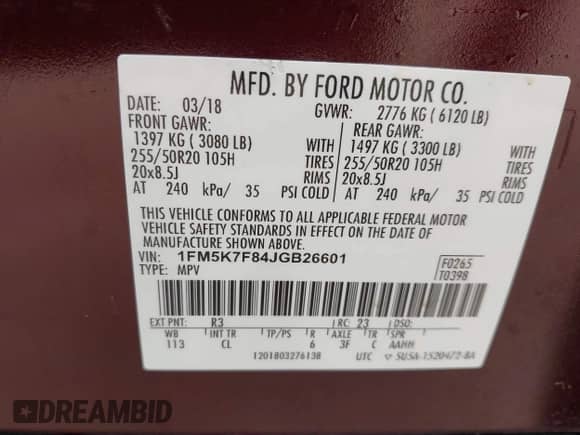 MFD. BY FORD MOTOR CO.
DATE: 03/18 GVWR: 2776 KG ( 6120 LB)
FRONT GAWR: REAR GAWR:
1397 KG ( 3080 LB) WITH 1497 KG ( 3300 LB) WITH
255/50R20 105H TIRES 255/50R20 105H TIRES
20x8.5J RIMS 20x8.5J RIMS
AT 240 kPa/ 35 PSI COLD AT 240 kPa/ 35 PSI COLD
THIS VEHICLE CONFORMS TO ALL APPLICABLE FEDERAL MOTOR
VEHICLE SAFETY STANDARDS IN EFFECT ON THE DATE OF
MANUFACTURE SHOWN ABOVE.
VIN: 1FM5K7F84JGB26601 F0265
TYPE: MPV T0398
EXT PNT: R3 RC: 23 DSO:
WB INT TR TP/PS R AXLE TR SPR
113 CL 6 3F C AAHH
1201803276138 UTC 5U5A-1520472-BA
DREAMBID